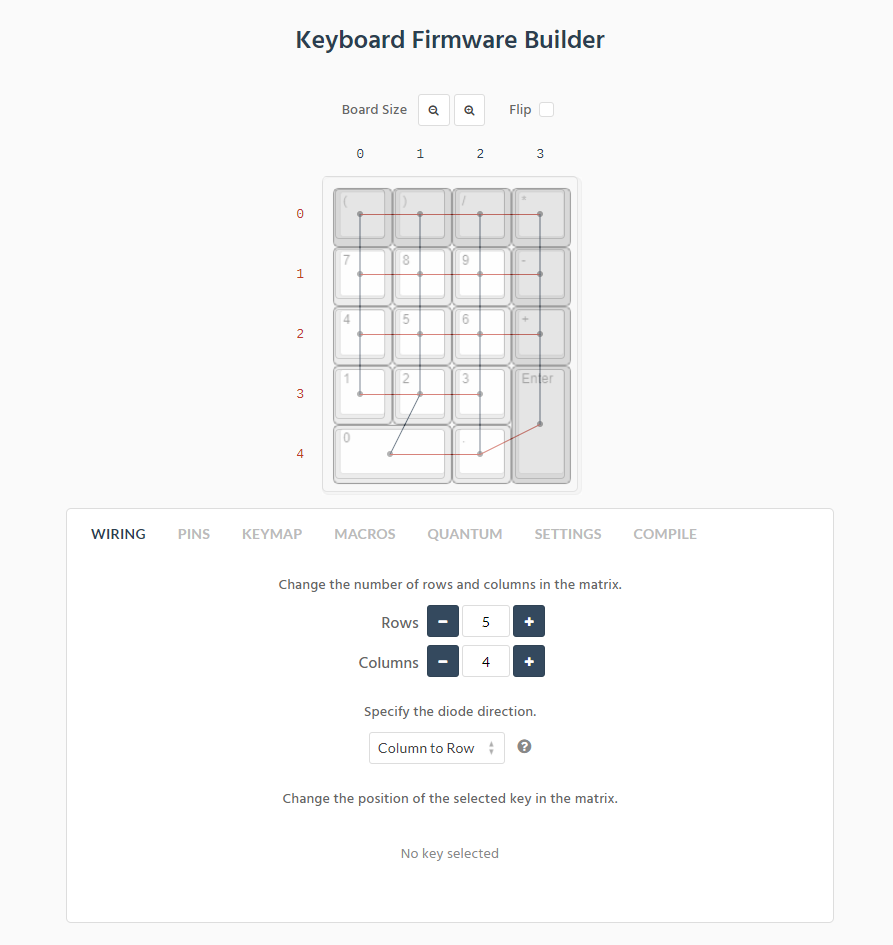 Keyboard Firmware Builder
Board Size Flip
0 1 2 3
0 ( ) / *
1 7 8 9 -
2 4 5 6 +
3 1 2 3 Enter
4 0 .
WIRING PINS KEYMAP MACROS QUANTUM SETTINGS COMPILE
Change the number of rows and columns in the matrix.
Rows − 5 +
Columns − 4 +
Specify the diode direction.
Column to Row ?
Change the position of the selected key in the matrix.
No key selected